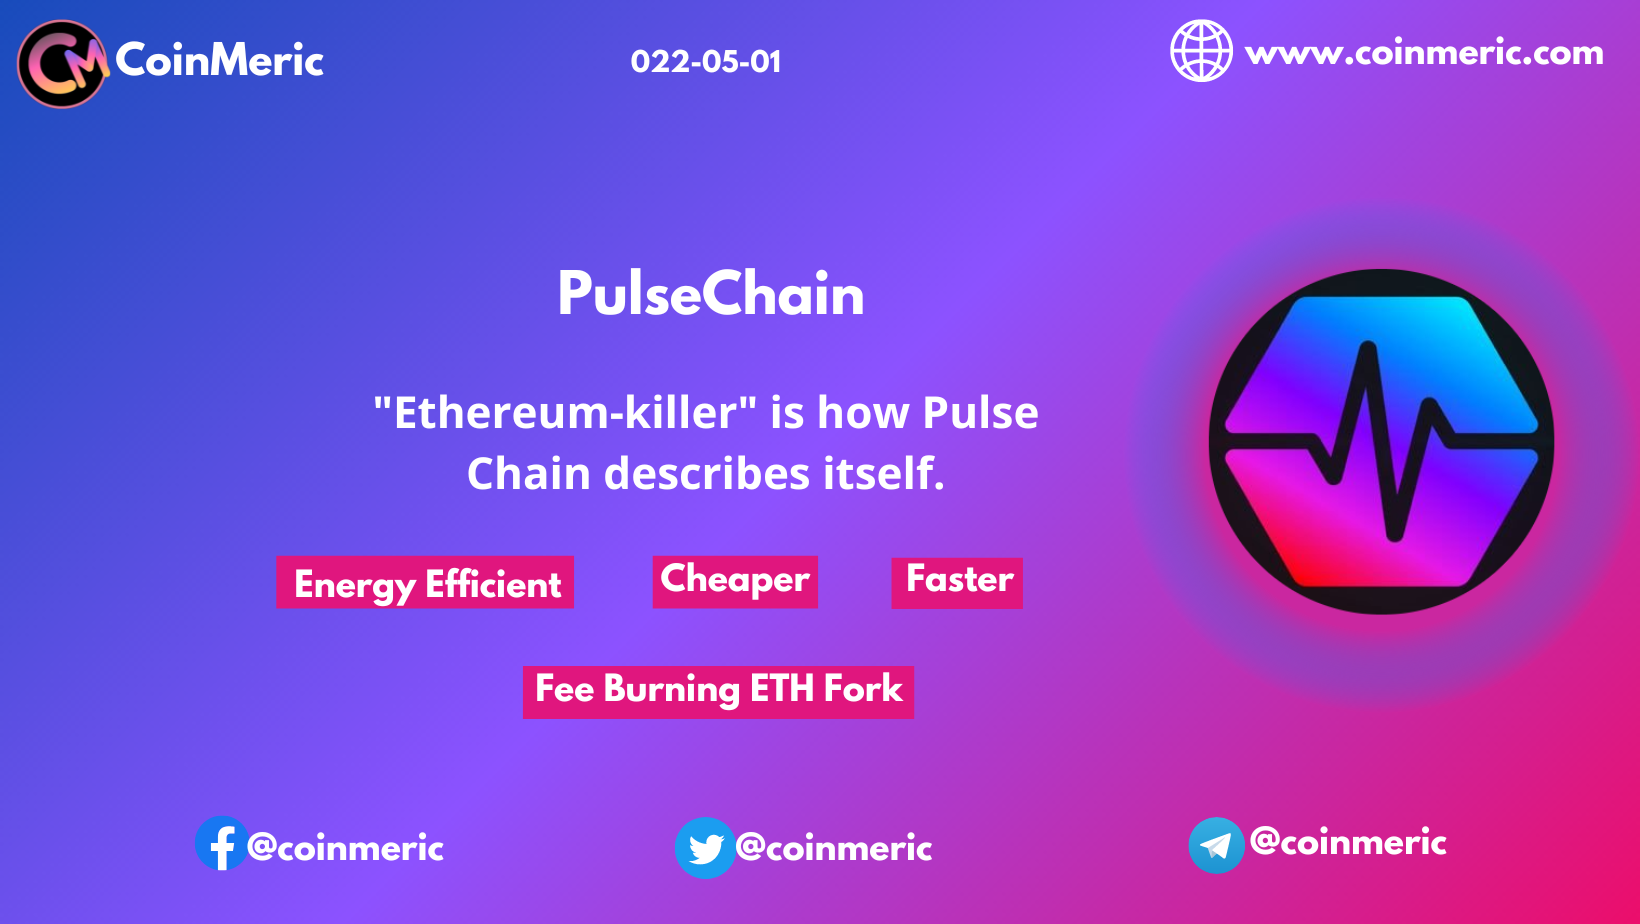 CM CoinMeric
022-05-01
www.coinmeric.com
PulseChain
"Ethereum-killer" is how Pulse
Chain describes itself.
Energy Efficient
Cheaper
Faster
Fee Burning ETH Fork
@coinmeric
@coinmeric
@coinmeric